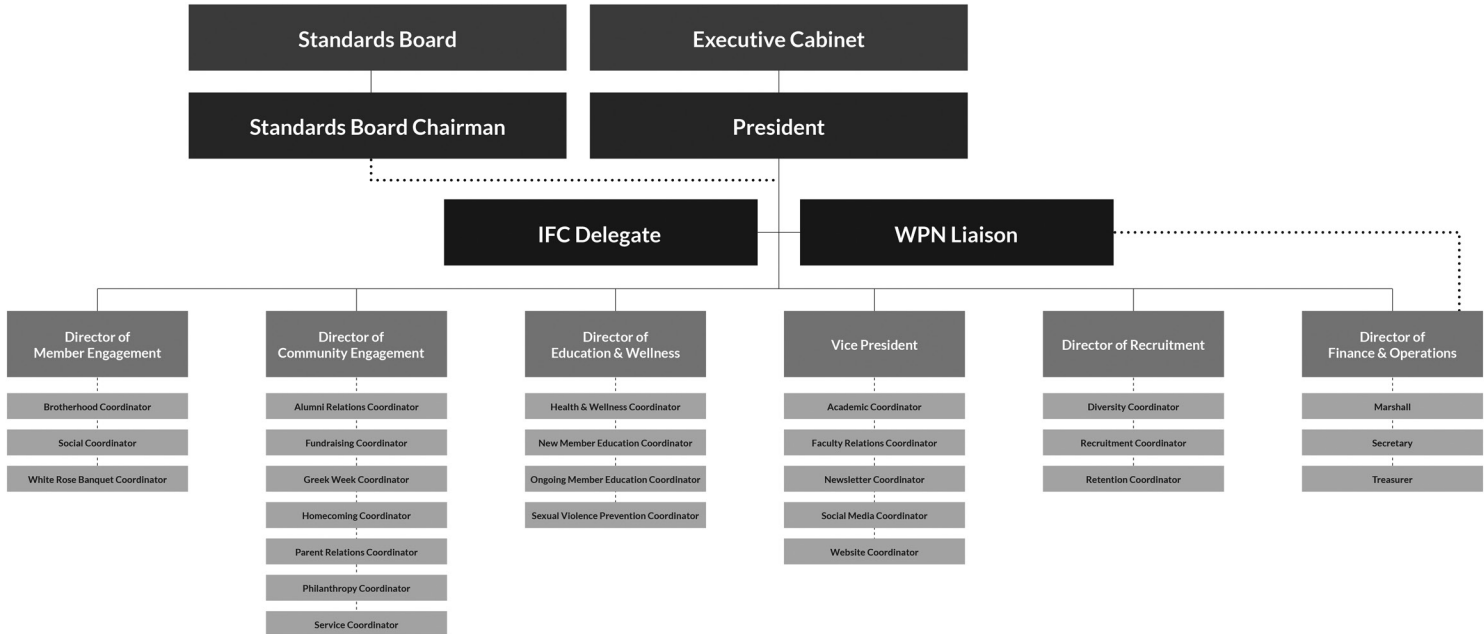 Standards Board
Executive Cabinet
Standards Board Chairman
President
IFC Delegate
WPN Liaison
Director of
Member Engagement
Brotherhood Coordinator
Social Coordinator
White Rose Banquet Coordinator
Director of
Community Engagement
Alumni Relations Coordinator
Fundraising Coordinator
Greek Week Coordinator
Homecoming Coordinator
Parent Relations Coordinator
Philanthropy Coordinator
Service Coordinator
Director of
Education & Wellness
Health & Wellness Coordinator
New Member Education Coordinator
Ongoing Member Education Coordinator
Sexual Violence Prevention Coordinator
Vice President
Academic Coordinator
Faculty Relations Coordinator
Newsletter Coordinator
Social Media Coordinator
Website Coordinator
Director of Recruitment
Diversity Coordinator
Recruitment Coordinator
Retention Coordinator
Director of
Finance & Operations
Marshall
Secretary
Treasurer